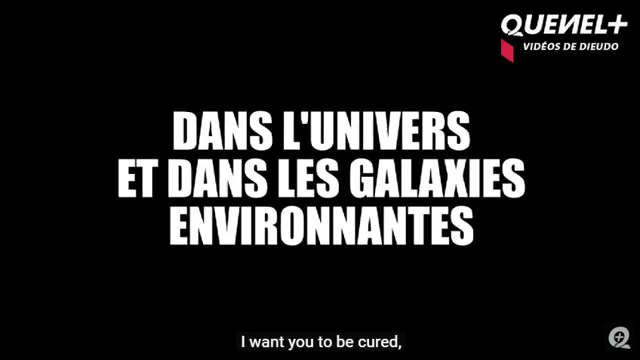 QUENEL+
VIDÉOS DE DIEUDO
DANS L'UNIVERS
ET DANS LES GALAXIES
ENVIRONNANTES
I want you to be cured,